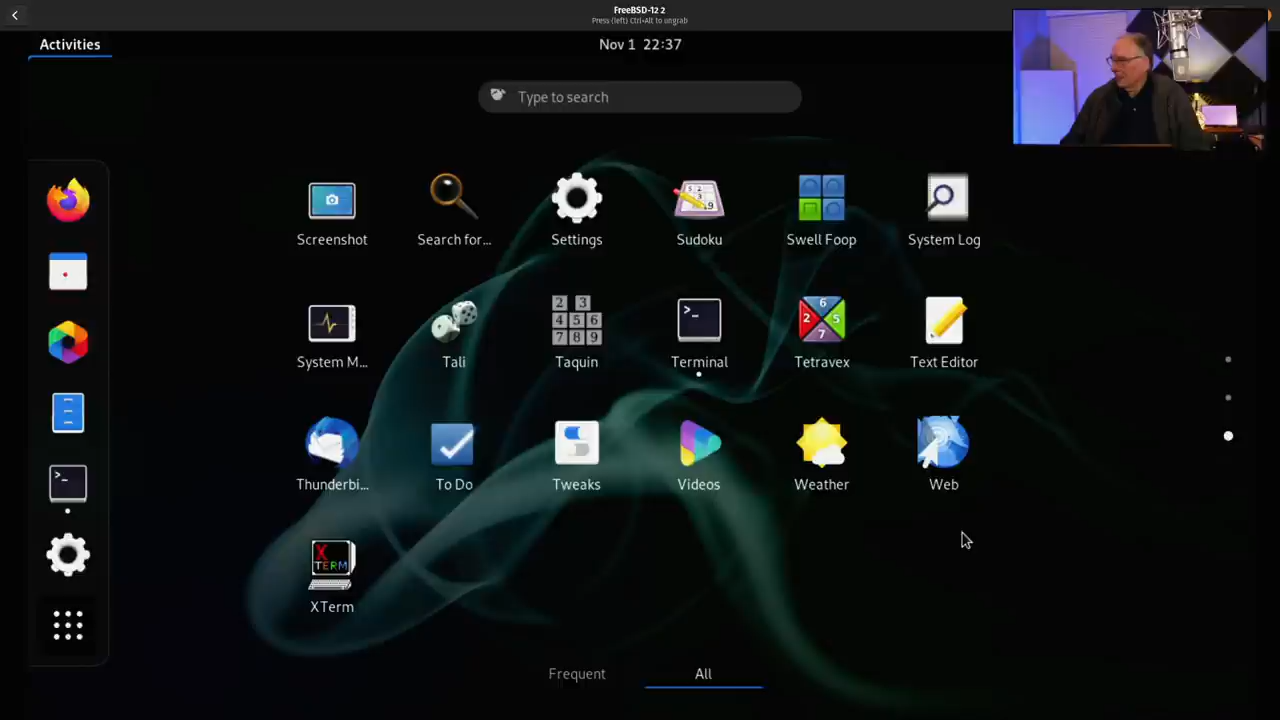 FreeBSD-12 2
Press (left) Ctrl+Alt to ungrab
Activities
Nov 1 22:37
Type to search
Screenshot
Search for...
Settings
Sudoku
Swell Foop
System Log
System M...
Tali
Taquin
Terminal
Tetravex
Text Editor
Thunderbi...
To Do
Tweaks
Videos
Weather
Web
XTerm
Frequent
All